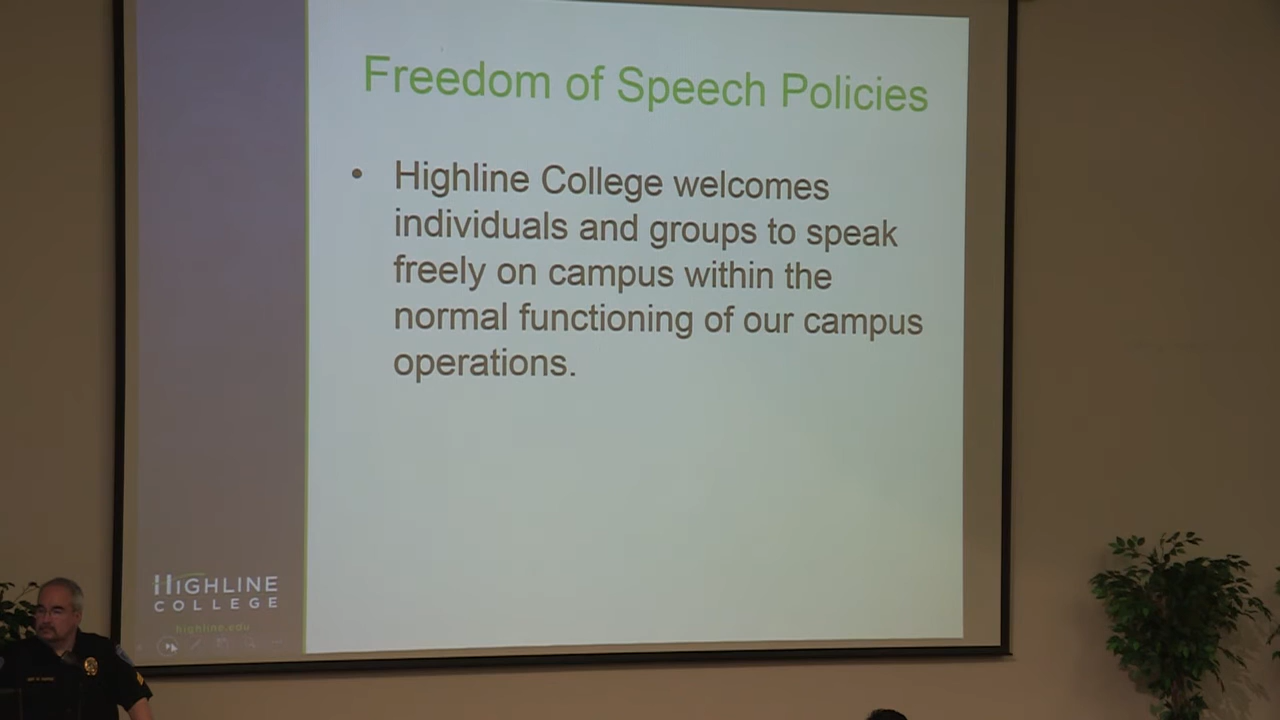 Freedom of Speech Policies
• Highline College welcomes
individuals and groups to speak
freely on campus within the
normal functioning of our campus
operations.
HIGHLINE
COLLEGE
highline.edu